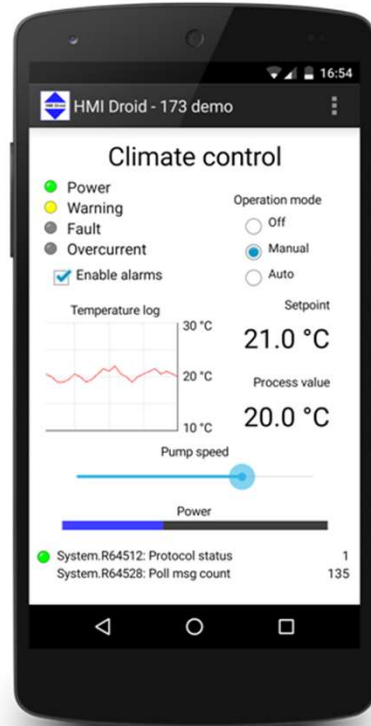 16:54
HMI Droid
HMI Droid - 173 demo
Climate control
Power
Warning
Fault
Overcurrent
Enable alarms
Operation mode
Off
Manual
Auto
Temperature log
30 °C
20 °C
10 °C
Setpoint
21.0 °C
Process value
20.0 °C
Pump speed
Power
System.R64512: Protocol status 1
System.R64528: Poll msg count 135